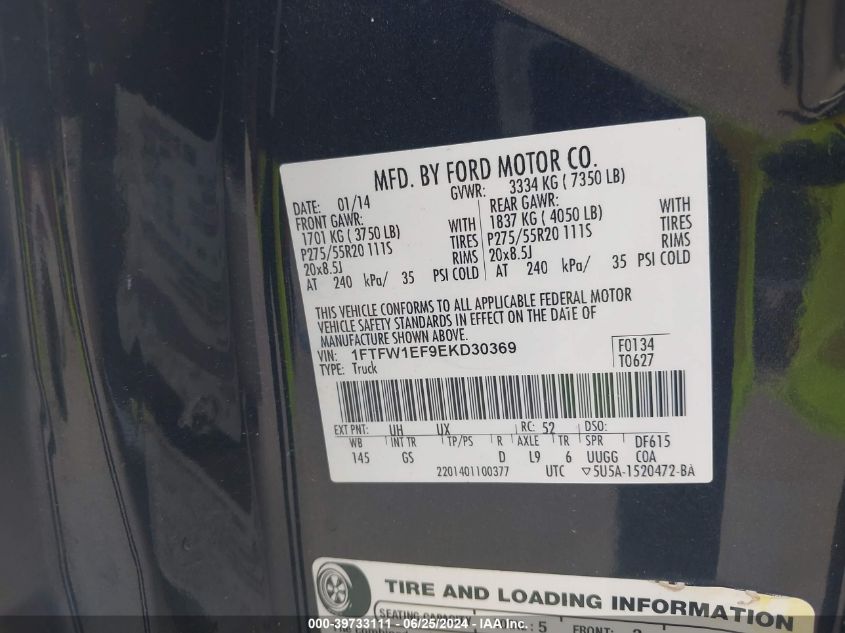 MFD. BY FORD MOTOR CO.
DATE: 01/14 GVWR: 3334 KG ( 7350 LB)
FRONT GAWR: REAR GAWR:
1701 KG ( 3750 LB) WITH 1837 KG ( 4050 LB) WITH
P275/55R20 111S TIRES P275/55R20 111S TIRES
20x8.5J RIMS 20x8.5J RIMS
AT 240 kPa/ 35 PSI COLD AT 240 kPa/ 35 PSI COLD
THIS VEHICLE CONFORMS TO ALL APPLICABLE FEDERAL MOTOR
VEHICLE SAFETY STANDARDS IN EFFECT ON THE DATE OF
MANUFACTURE SHOWN ABOVE.
VIN: 1FTFW1EF9EKD30369 F0134
TYPE: Truck T0627
EXT PNT: UH UX RC: 52 DSO:
WB INT TR TP/PS R AXLE TR SPR DF615
145 GS D L9 6 UUGG COA
2201401100377 UTC ▽5U5A-1520472-BA
TIRE AND LOADING INFORMATION
SEATING CAPACITY : 5 FRONT:
000-39733111 - 06/25/2024 - © IAA, LLC